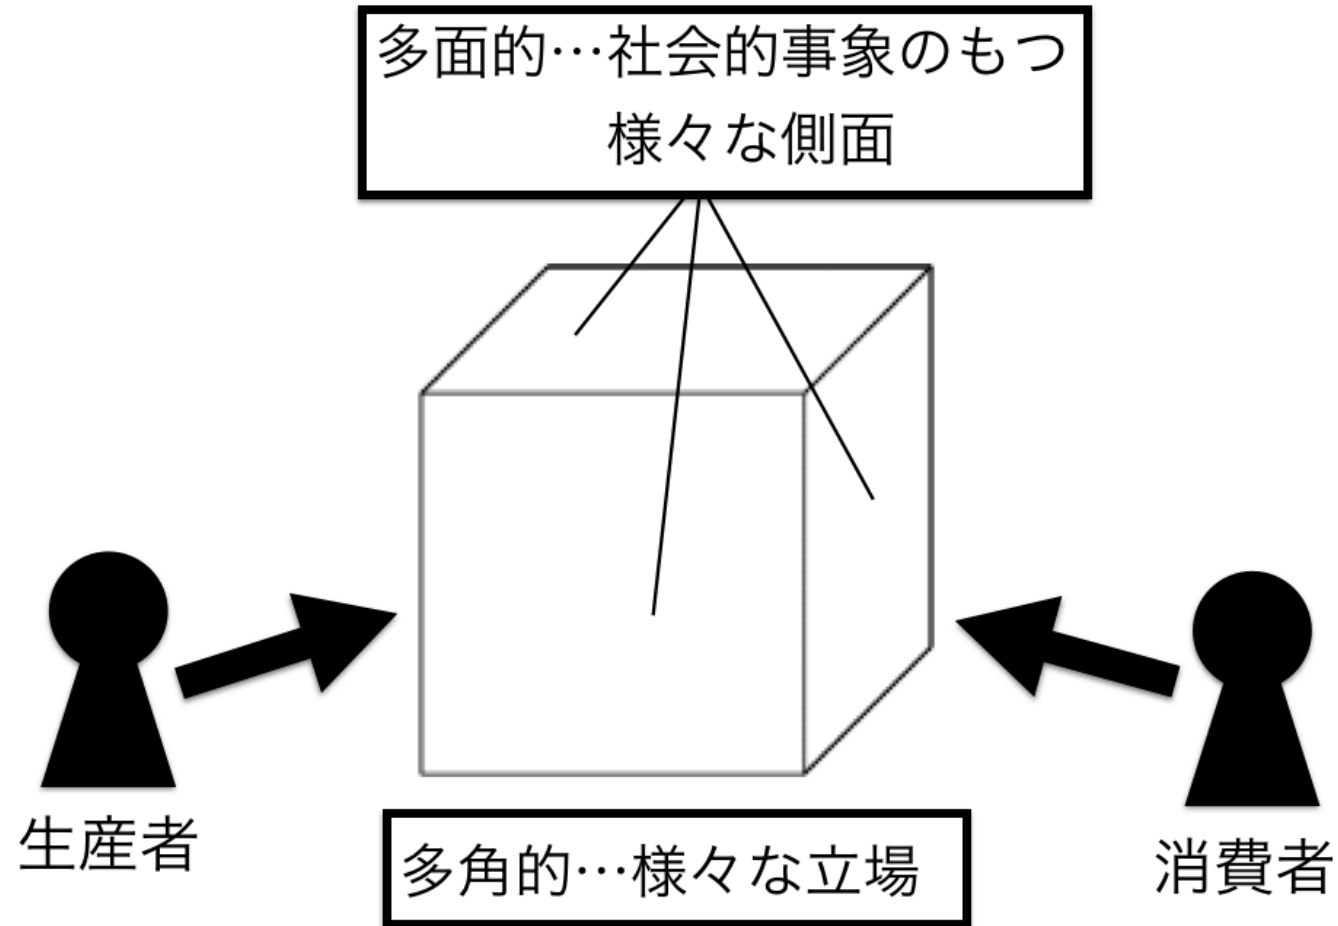 多面的…社会的事象のもつ
様々な側面
生産者
多角的…様々な立場
消費者